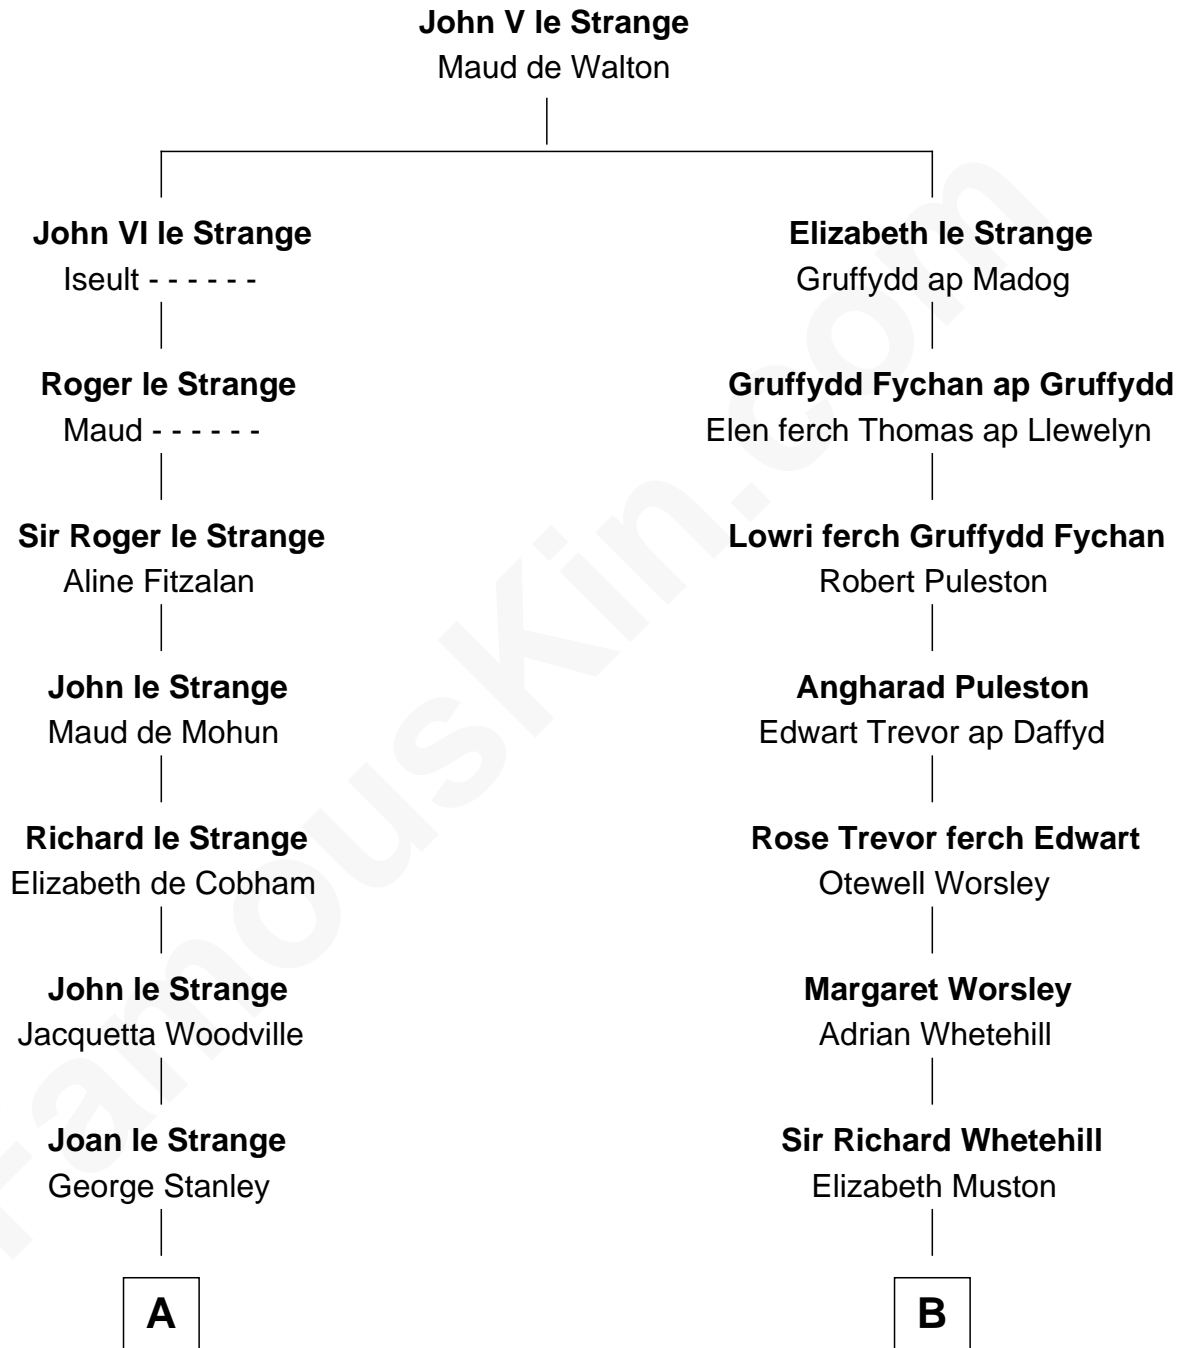 John V le Strange
Maud de Walton
John VI le Strange
Iseult - - - - - -
Elizabeth le Strange
Gruffydd ap Madog
Roger le Strange
Maud - - - - - -
Gruffydd Fychan ap Gruffydd
Elen ferch Thomas ap Llewelyn
Sir Roger le Strange
Aline Fitzalan
Lowri ferch Gruffydd Fychan
Robert Puleston
John le Strange
Maud de Mohun
Angharad Puleston
Edwart Trevor ap Daffyd
Richard le Strange
Elizabeth de Cobham
Rose Trevor ferch Edwart
Otewell Worsley
John le Strange
Jacquetta Woodville
Margaret Worsley
Adrian Whetehill
Joan le Strange
George Stanley
Sir Richard Whetehill
Elizabeth Muston
A
B
FamousKin.com